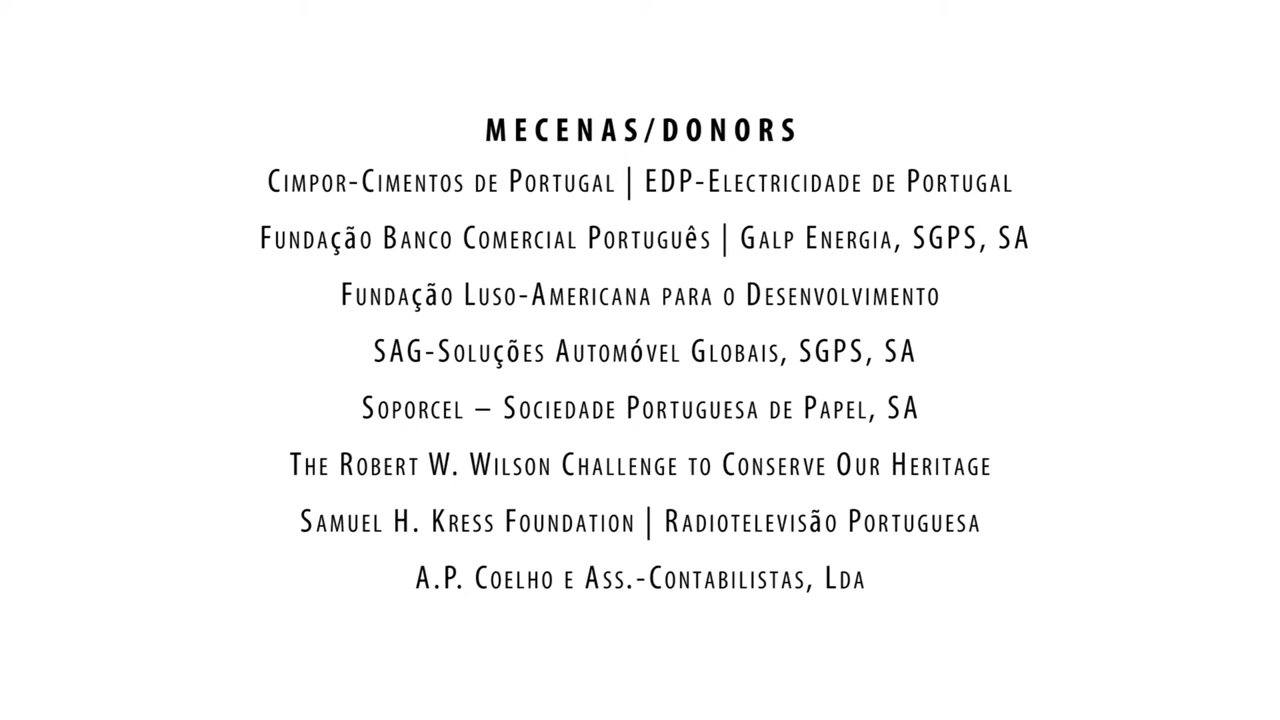 MECENAS/DONORS
Cimpor-Cimentos de Portugal | EDP-Electricidade de Portugal
Fundação Banco Comercial Português | Galp Energia, SGPS, SA
Fundação Luso-Americana para o Desenvolvimento
SAG-Soluções Automóvel Globais, SGPS, SA
Soporcel – Sociedade Portuguesa de Papel, SA
The Robert W. Wilson Challenge to Conserve Our Heritage
Samuel H. Kress Foundation | Radiotelevisão Portuguesa
A.P. Coelho e Ass.-Contabilistas, Lda